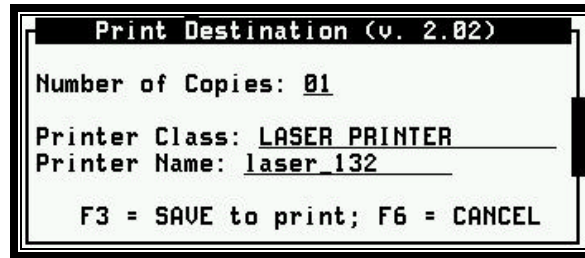 Print Destination (v. 2.02)
Number of Copies: 01
Printer Class: LASER PRINTER
Printer Name: laser_132
F3 = SAVE to print; F6 = CANCEL